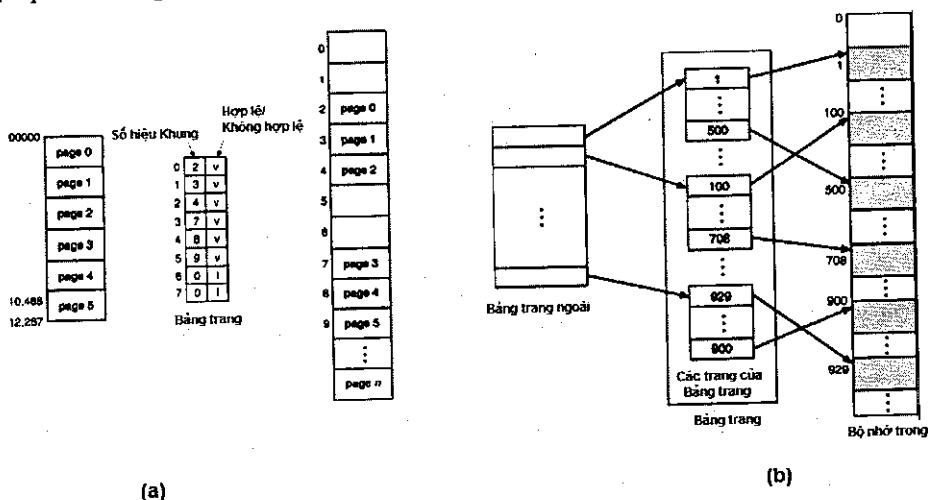 00000
page 0
page 1
page 2
page 3
page 4
page 5
12,287
Số hiệu Khung
Hợp lệ/
Không hợp lệ
0 2 v
1 3 v
2 4 v
3 7 v
4 8 v
5 9 v
6 0 i
7 0 i
Bảng trang
0
1
2 page 0
3 page 1
4 page 2
5
6
7 page 3
page 4
9 page 5
page n
(a)
Bảng trang ngoài
1
500
100
708
929
900
Các trang của
Bảng trang
Bảng trang
0
1
100
500
708
900
929
Bộ nhớ trong
(b)